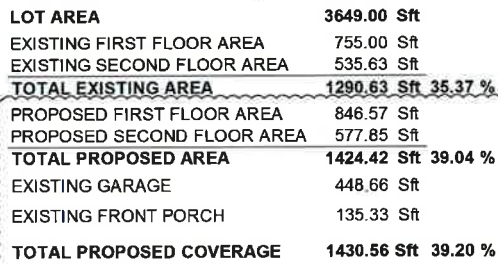 LOT AREA 3649.00 Sft
EXISTING FIRST FLOOR AREA 755.00 Sft
EXISTING SECOND FLOOR AREA 535.63 Sft
TOTAL EXISTING AREA 1290.63 Sft 35.37 %
PROPOSED FIRST FLOOR AREA 846.57 Sft
PROPOSED SECOND FLOOR AREA 577.85 Sft
TOTAL PROPOSED AREA 1424.42 Sft 39.04 %
EXISTING GARAGE 448.66 Sft
EXISTING FRONT PORCH 135.33 Sft
TOTAL PROPOSED COVERAGE 1430.56 Sft 39.20 %